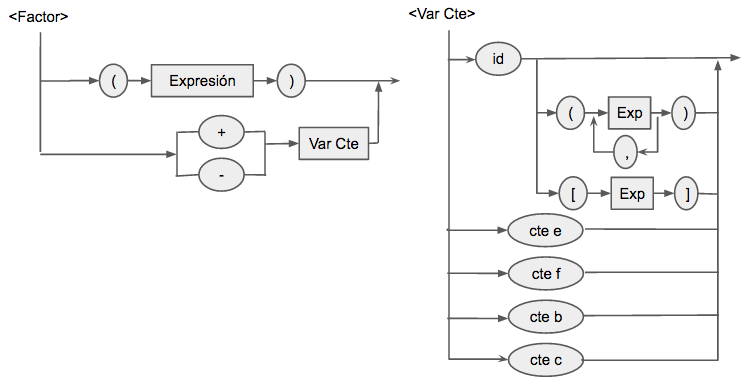 <Factor>
( Expresión )
+
-
Var Cte
<Var Cte>
id
( Exp )
,
[ Exp ]
cte e
cte f
cte b
cte c